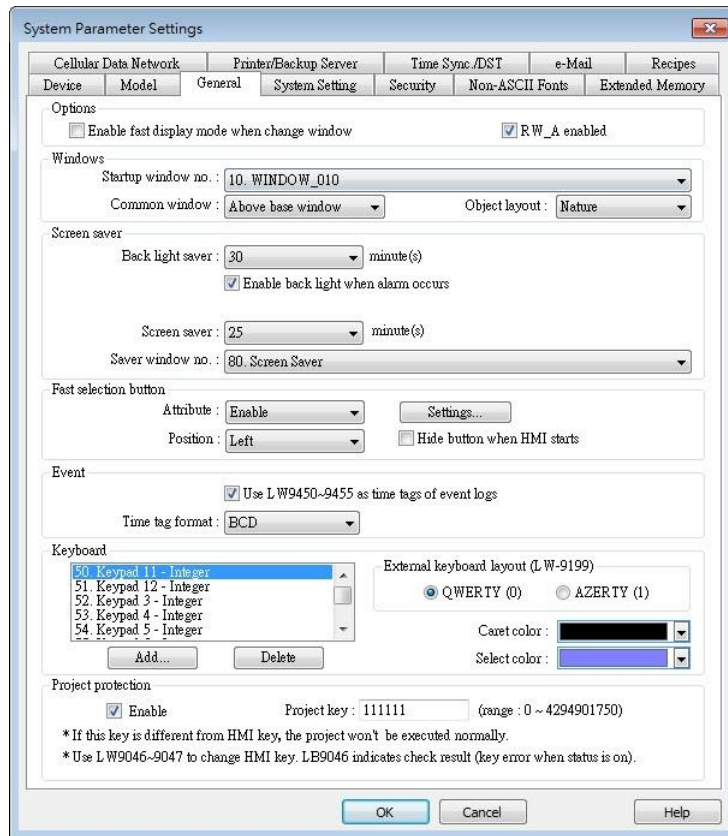 System Parameter Settings
Cellular Data Network Printer/Backup Server Time Sync./DST e-Mail Recipes
Device Model General System Setting Security Non-ASCII Fonts Extended Memory
Options
Enable fast display mode when change window RW_A enabled
Windows
Startup window no. : 10. WINDOW_010
Common window : Above base window Object layout : Nature
Screen saver
Back light saver : 30 minute(s)
Enable back light when alarm occurs
Screen saver : 25 minute(s)
Saver window no. : 80. Screen Saver
Fast selection button
Attribute : Enable Settings...
Position : Left Hide button when HMI starts
Event
Use LW9450~9455 as time tags of event logs
Time tag format : BCD
Keyboard
50. Keypad 11 - Integer External keyboard layout (LW-9199)
51. Keypad 12 - Integer
52. Keypad 3 - Integer QWERTY (0) AZERTY (1)
53. Keypad 4 - Integer
54. Keypad 5 - Integer Caret color :
Add... Delete Select color :
Project protection
Enable Project key : 111111 (range : 0 ~ 4294901750)
* If this key is different from HMI key, the project won't be executed normally.
* Use LW9046~9047 to change HMI key. LB9046 indicates check result (key error when status is on).
OK Cancel Help